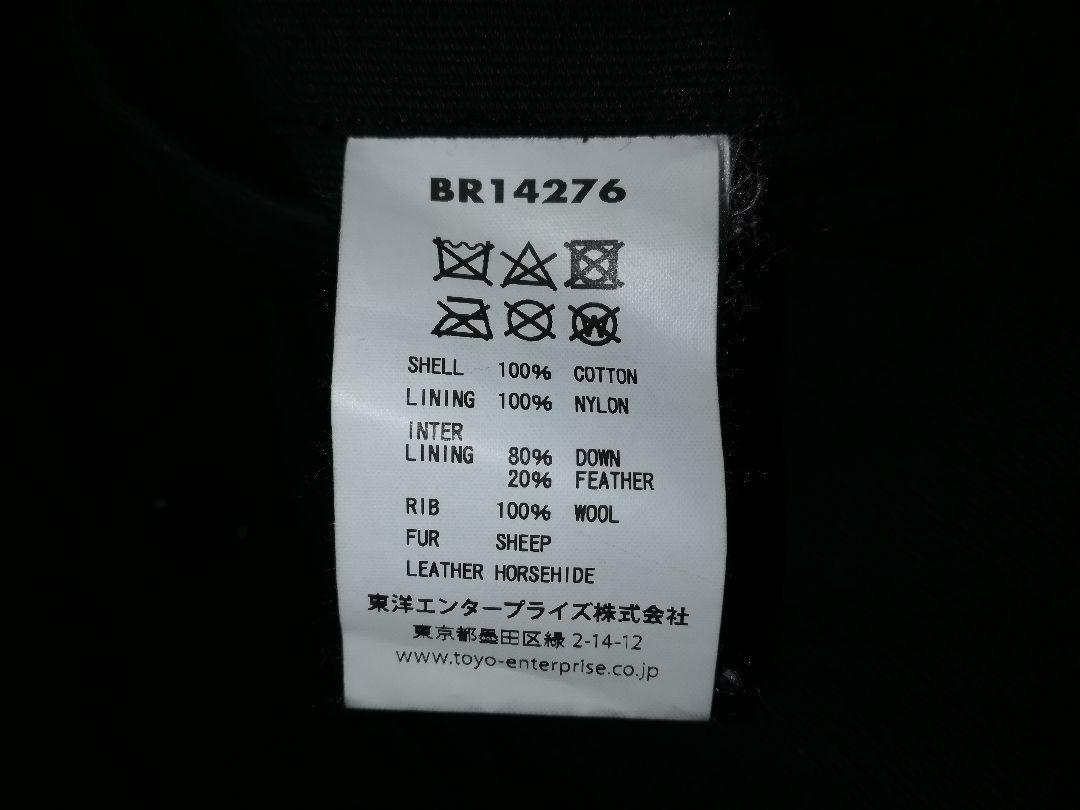 BR14276
W
SHELL 100% COTTON
LINING 100% NYLON
INTER
LINING 80% DOWN
20% FEATHER
RIB 100% WOOL
FUR SHEEP
LEATHER HORSEHIDE
東洋エンタープライズ株式会社
東京都墨田区緑 2-14-12
www.toyo-enterprise.co.jp